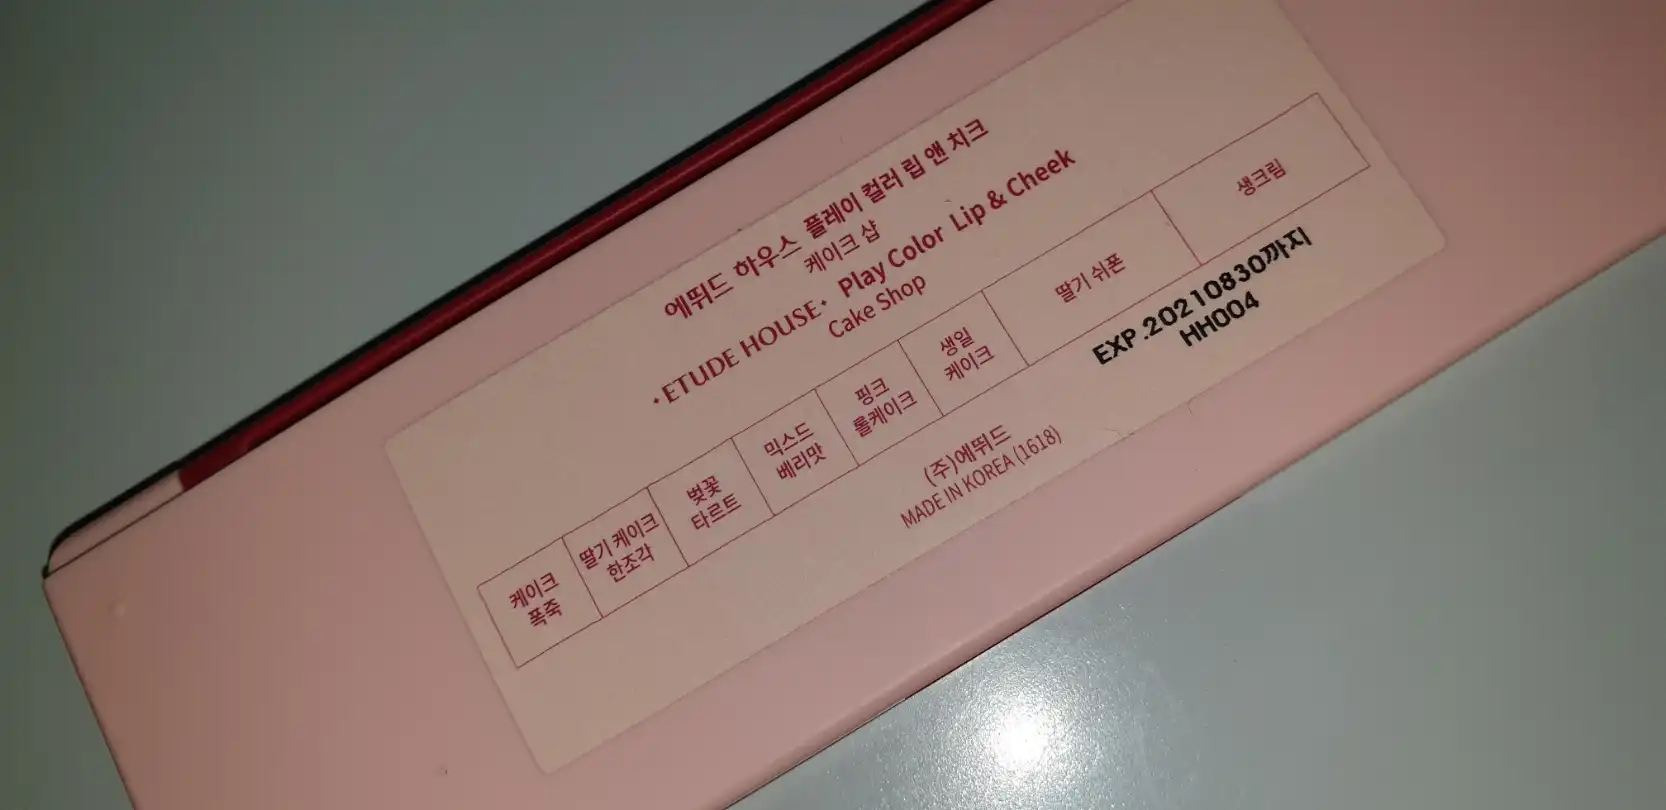 에뛰드 하우스 플레이 컬러 립 앤 치크
케이크 샵
ETUDE HOUSE Play Color Lip & Cheek
Cake Shop
케이크
폭죽
딸기 케이크
한조각
벚꽃
타르트
믹스드
베리맛
핑크
롤케이크
생일
케이크
딸기 쉬폰
생크림
EXP.20210830까지
HH004
(주)에뛰드
MADE IN KOREA (1618)